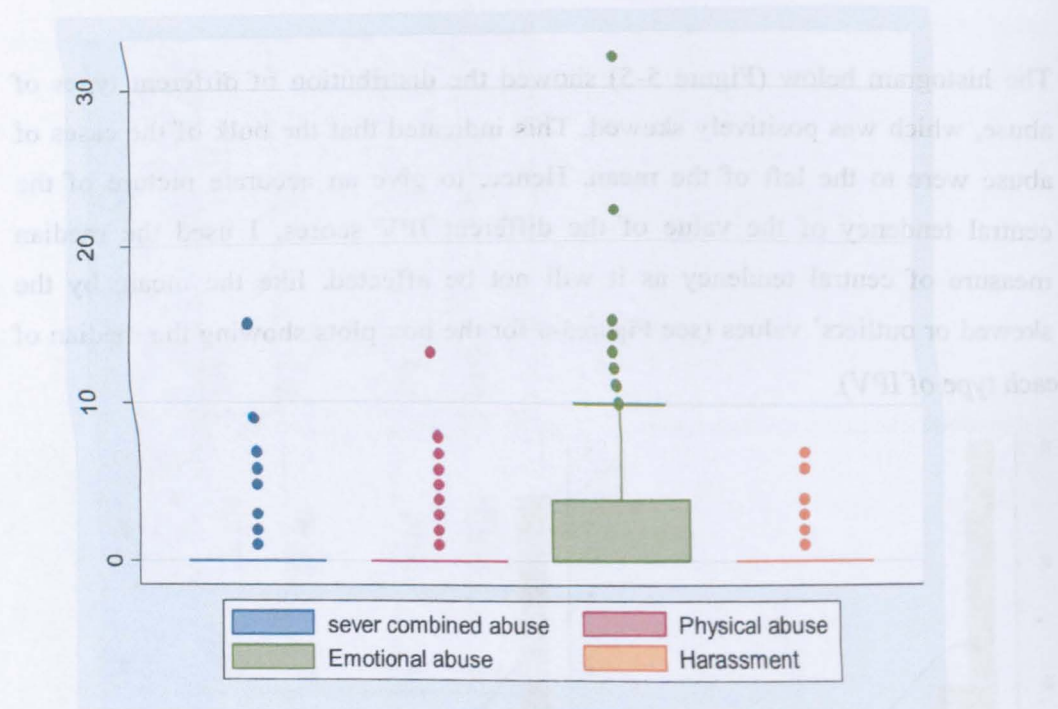 The histogram below (Figure 5-5) showed the distribution of different types of
abuse, which was positively skewed. This indicated that the bulk of the cases of
abuse were to the left of the mean. Hence, to give an accurate picture of the
central tendency of the value of the different IPV scores, I used the median
measure of central tendency as it will not be affected, like the mean, by the
skewed or outliers' values (see for the box plots showing the median of
each type of IPV)
30
20
10
0
sever combined abuse Physical abuse
Emotional abuse Harassment